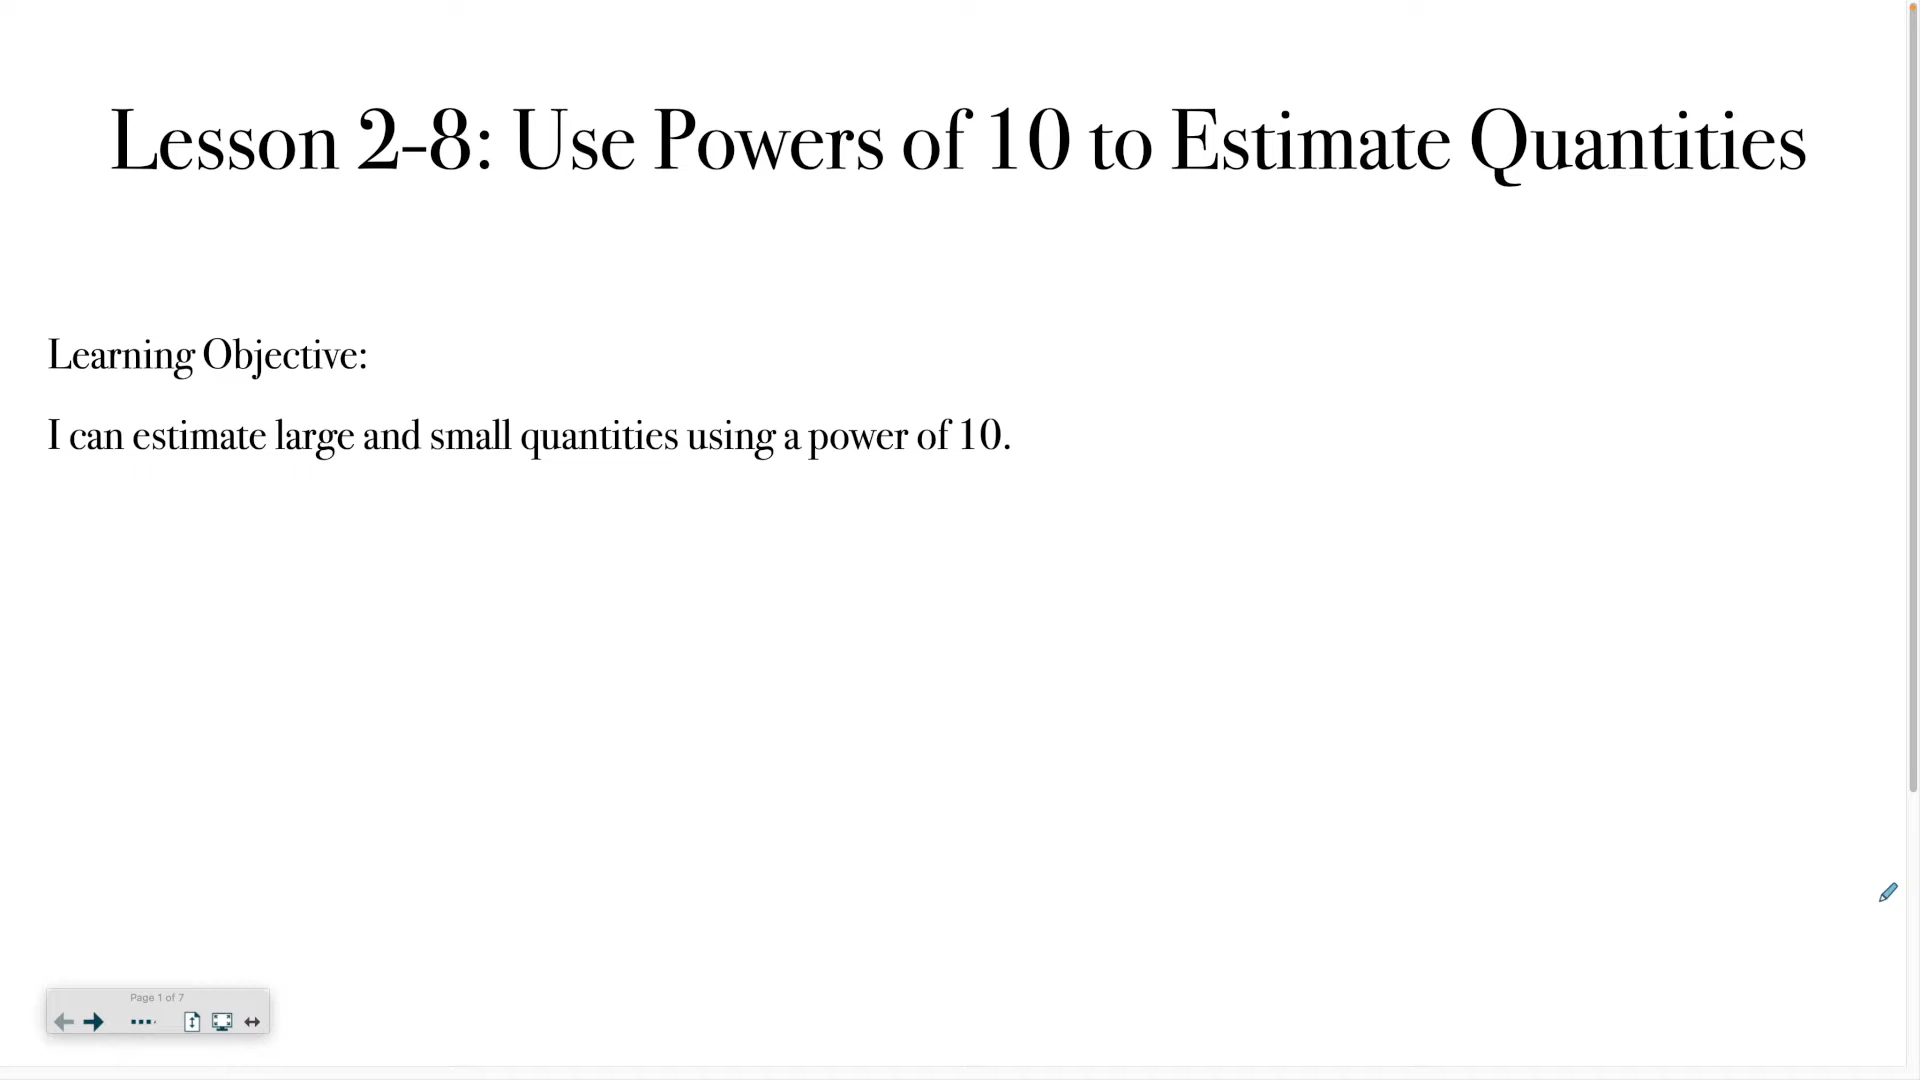 Lesson 2-8: Use Powers of 10 to Estimate Quantities
Learning Objective:
I can estimate large and small quantities using a power of 10.
Page 1 of 7